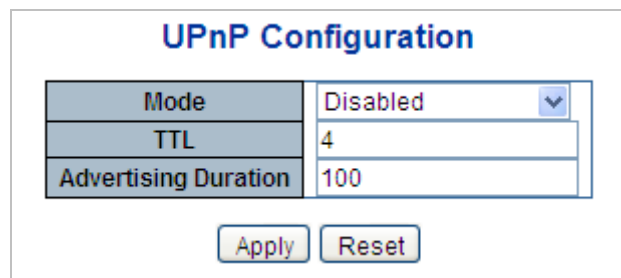 UPnP Configuration
Mode Disabled
TTL 4
Advertising Duration 100
Apply Reset